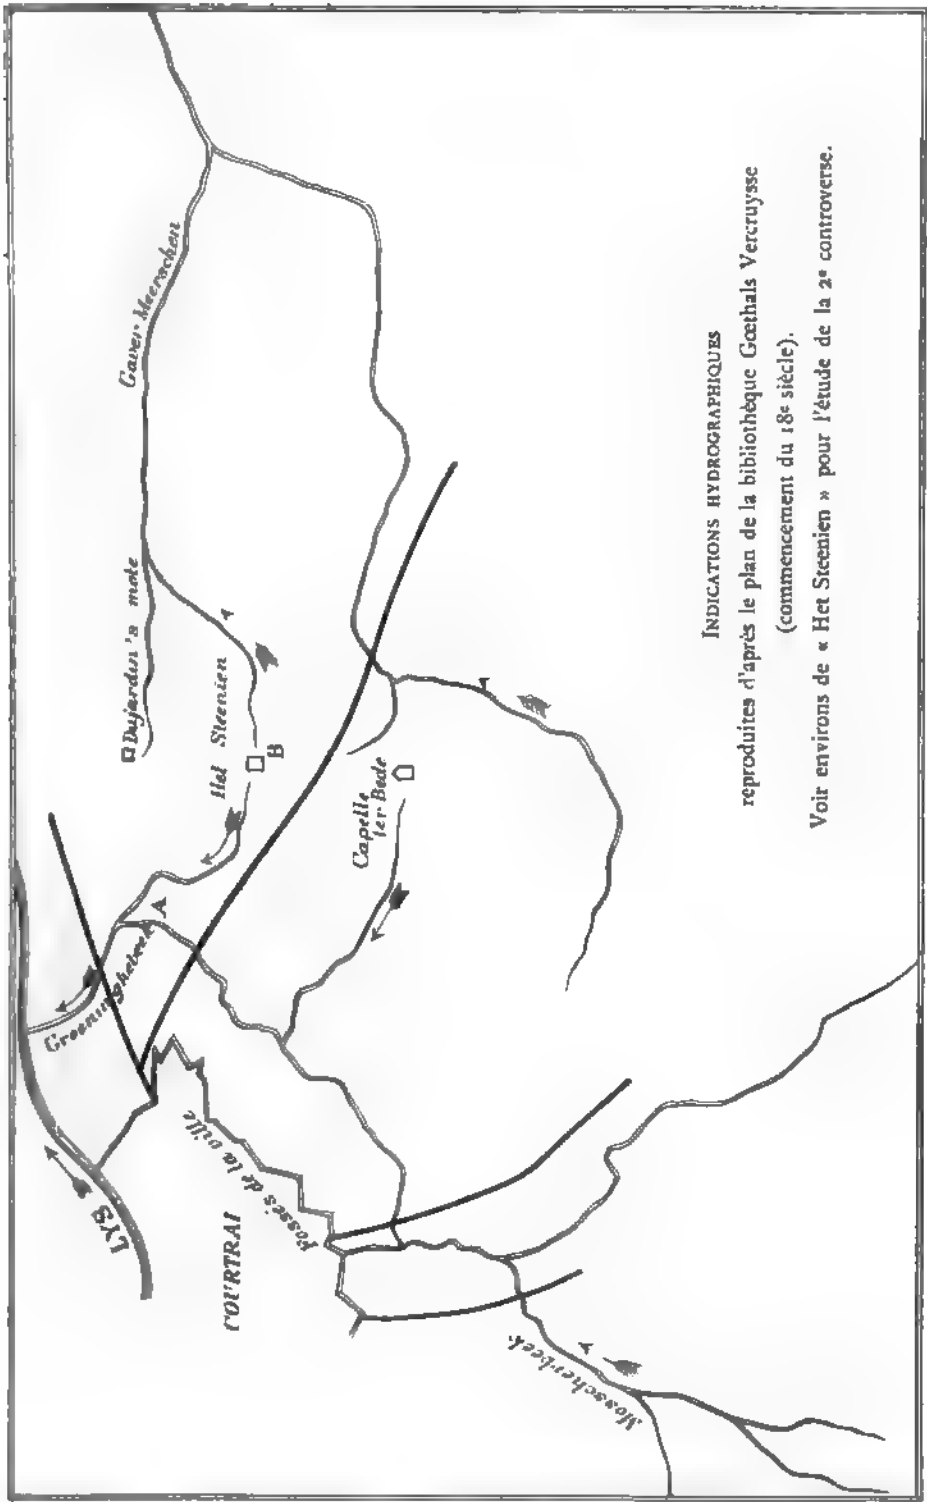 Gaver Meerschen
Dujardin's mote
Het Steenien
B
Capelle
ter Bede
A
Groeninghebeek
LYS
Fossés de la ville
COURTRAI
Mosscherbeek
INDICATIONS HYDROGRAPHIQUES
reproduites d'après le plan de la bibliothèque Gœthals Vercruysse
(commencement du 18e siècle).
Voir environs de « Het Steenien » pour l'étude de la 2e controverse.